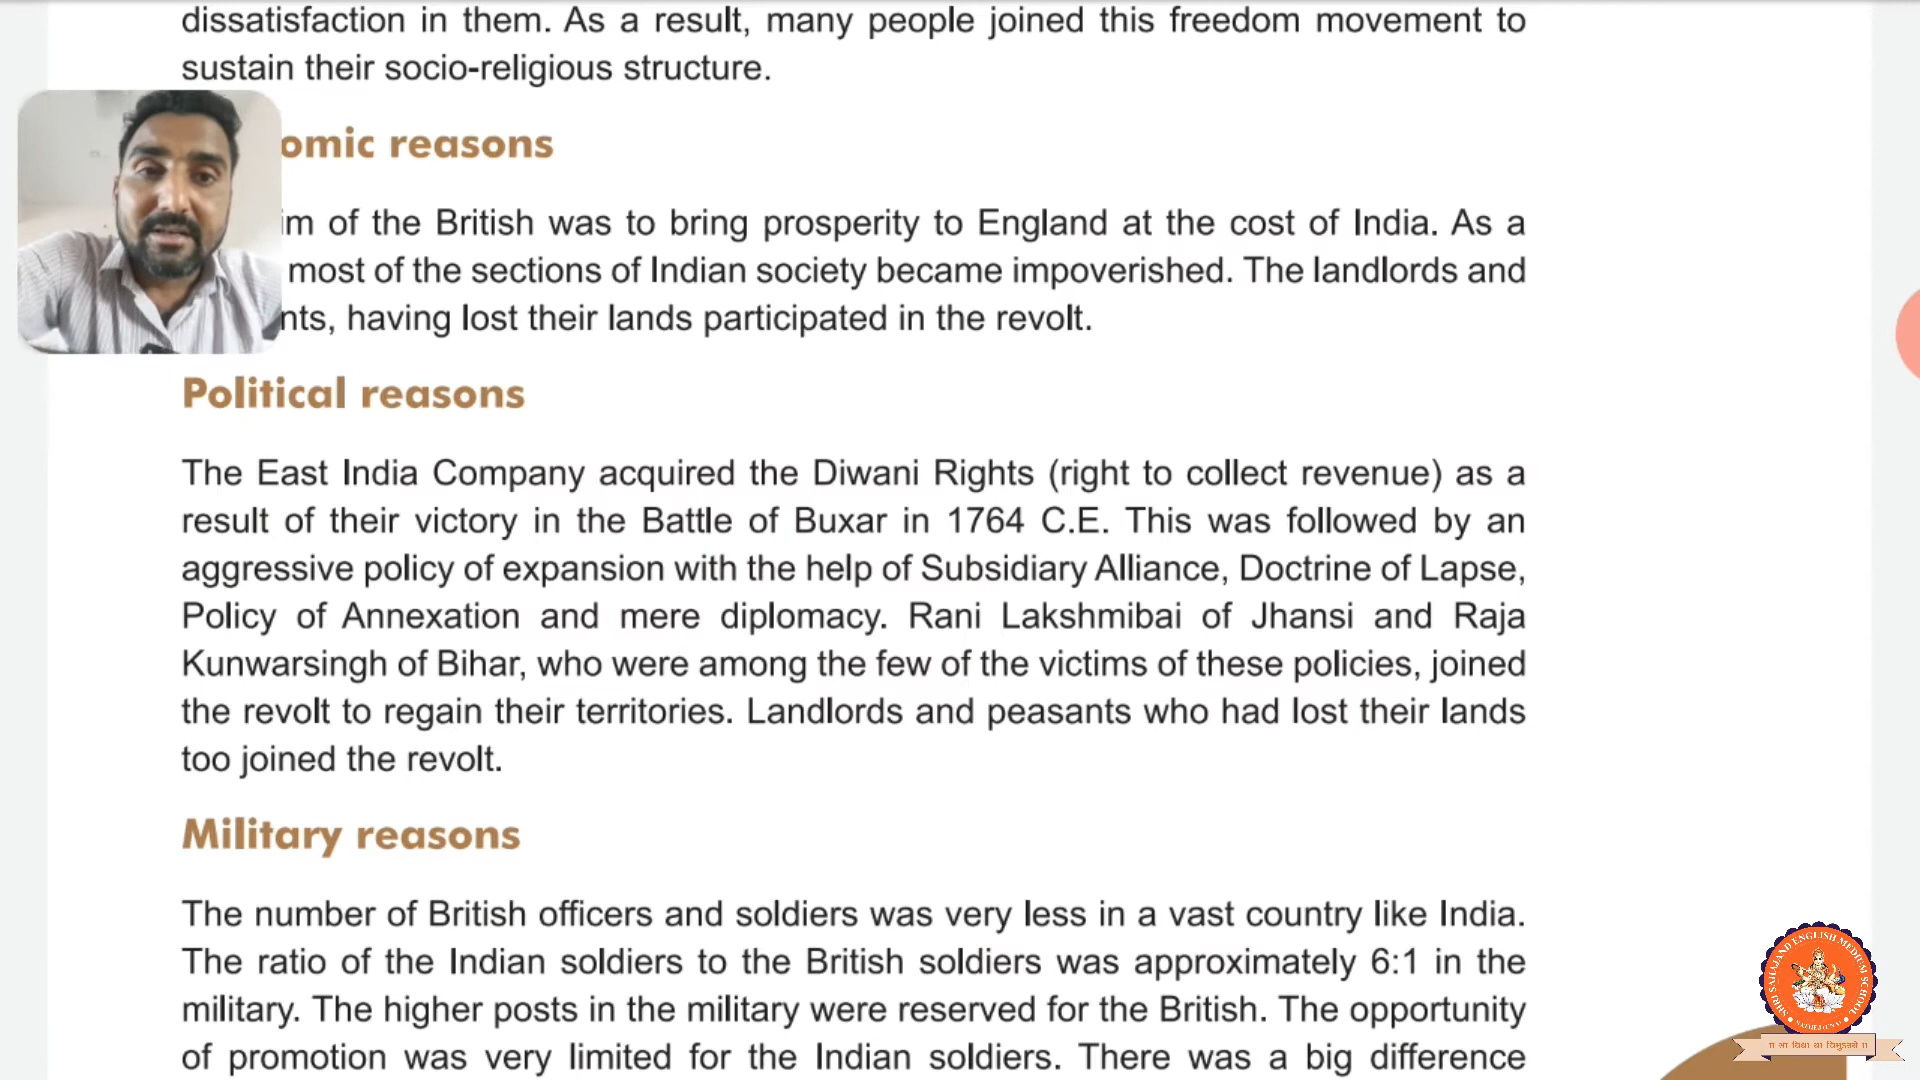 dissatisfaction in them. As a result, many people joined this freedom movement to
sustain their socio-religious structure.
omic reasons
im of the British was to bring prosperity to England at the cost of India. As a
most of the sections of Indian society became impoverished. The landlords and
nts, having lost their lands participated in the revolt.
Political reasons
The East India Company acquired the Diwani Rights (right to collect revenue) as a
result of their victory in the Battle of Buxar in 1764 C.E. This was followed by an
aggressive policy of expansion with the help of Subsidiary Alliance, Doctrine of Lapse,
Policy of Annexation and mere diplomacy. Rani Lakshmibai of Jhansi and Raja
Kunwarsingh of Bihar, who were among the few of the victims of these policies, joined
the revolt to regain their territories. Landlords and peasants who had lost their lands
too joined the revolt.
Military reasons
The number of British officers and soldiers was very less in a vast country like India.
The ratio of the Indian soldiers to the British soldiers was approximately 6:1 in the
military. The higher posts in the military were reserved for the British. The opportunity
of promotion was very limited for the Indian soldiers. There was a big difference
SHRI SAHAJANAND ENGLISH MEDIUM SCHOOL
॥ सा विद्या या विमुक्तये ॥